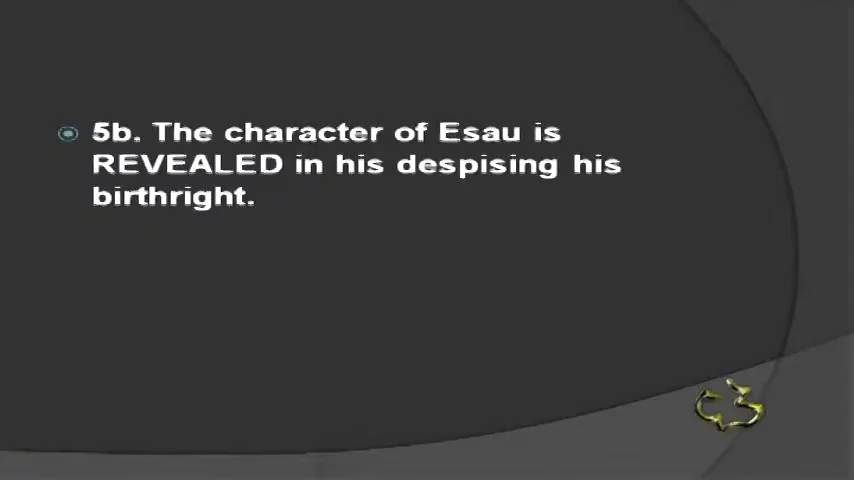 5b. The character of Esau is
REVEALED in his despising his
birthright.